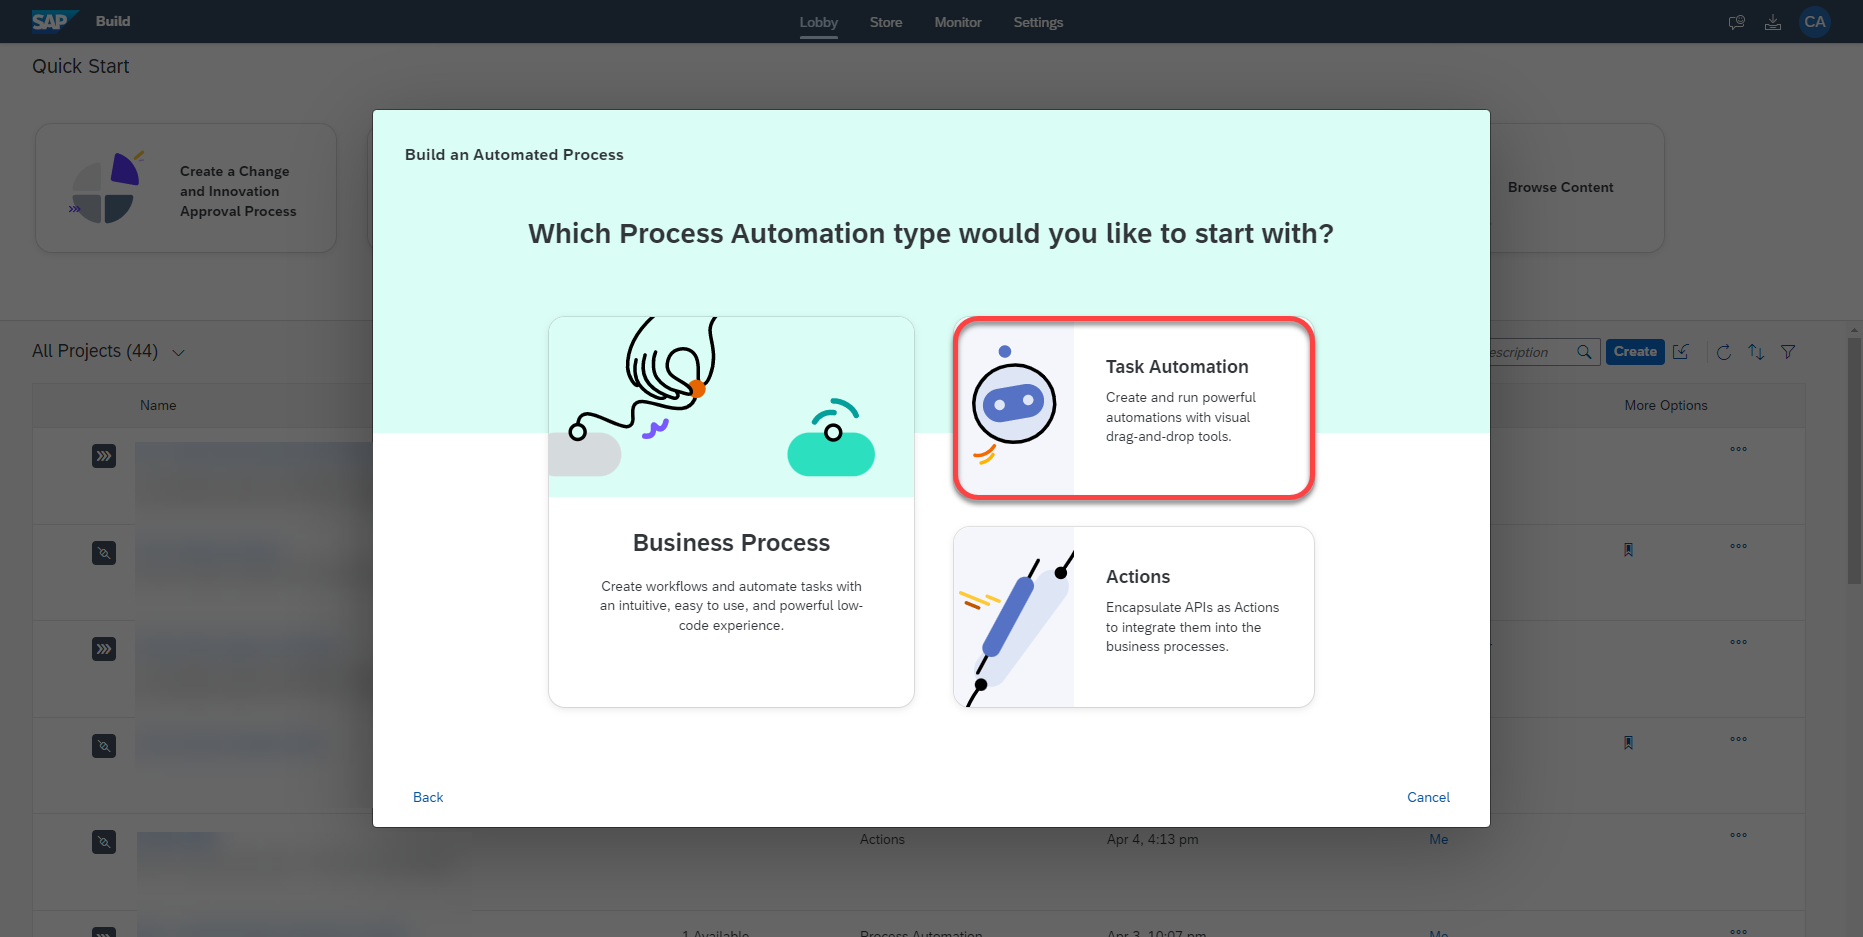 SAP Build
Lobby Store Monitor Settings
CA
Quick Start
Create a Change
and Innovation
Approval Process
Browse Content
Build an Automated Process
Which Process Automation type would you like to start with?
Business Process
Create workflows and automate tasks with
an intuitive, easy to use, and powerful low-
code experience.
Task Automation
Create and run powerful
automations with visual
drag-and-drop tools.
Actions
Encapsulate APIs as Actions
to integrate them into the
business processes.
Back
Cancel
All Projects (44)
Create
Name
More Options
Actions Apr 4, 4:13 pm Me
1 Available Process Automation Apr 3, 10:07 pm Me